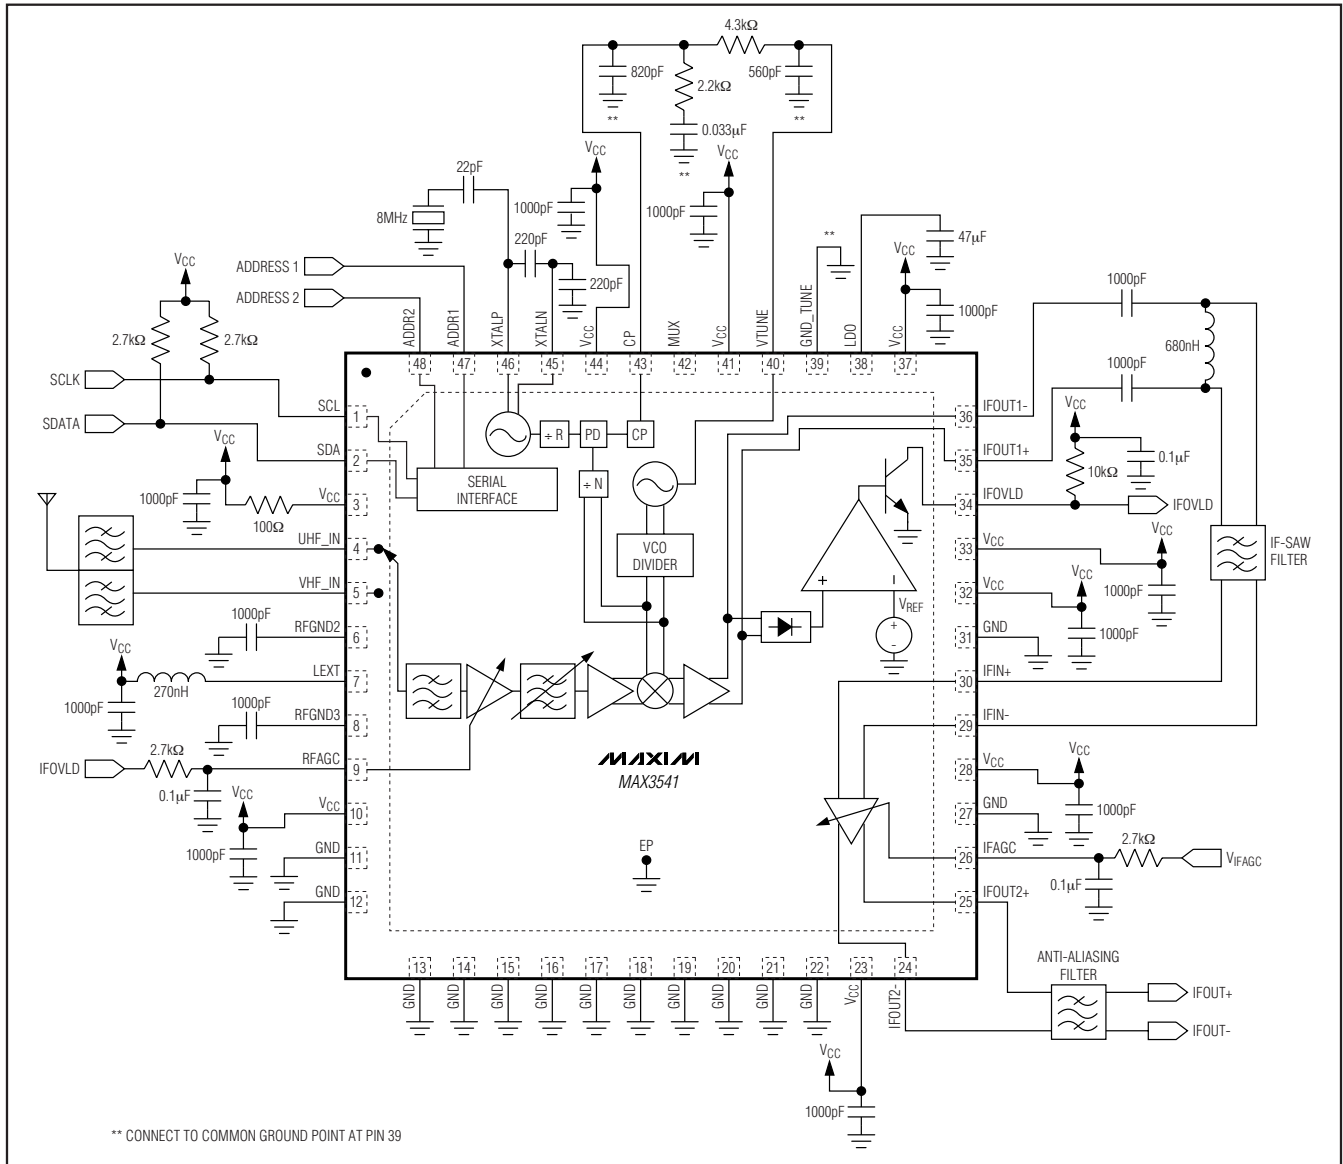 4.3kΩ
820pF
560pF
2.2kΩ
**
**
0.033µF
**
VCC
VCC
22pF
8MHz
1000pF
1000pF
220pF
220pF
**
47µF
VCC
1000pF
ADDRESS 1
ADDRESS 2
VCC
2.7kΩ
2.7kΩ
SCLK
SDATA
ADDR2
ADDR1
XTALP
XTALN
VCC
CP
MUX
VCC
VTUNE
GND_TUNE
LDO
VCC
48
47
46
45
44
43
42
41
40
39
38
37
1000pF
680nH
1000pF
VCC
0.1µF
10kΩ
IFOVLD
IF-SAW
FILTER
SCL
1
SDA
2
VCC
1000pF
100Ω
VCC
3
UHF_IN
4
VHF_IN
5
1000pF
RFGND2
6
VCC
LEXT
7
270nH
1000pF
1000pF
RFGND3
8
IFOVLD
2.7kΩ
RFAGC
9
0.1µF
VCC
VCC
10
1000pF
GND
11
GND
12
÷ R
PD
CP
÷ N
SERIAL
INTERFACE
VCO
DIVIDER
+
–
VREF
+
-
MAXIM
MAX3541
EP
36
IFOUT1-
35
IFOUT1+
34
IFOVLD
33
VCC
VCC
1000pF
32
VCC
VCC
1000pF
31
GND
30
IFIN+
29
IFIN-
28
VCC
VCC
1000pF
27
GND
26
IFAGC
2.7kΩ
VIFAGC
0.1µF
25
IFOUT2+
13
14
15
16
17
18
19
20
21
22
23
24
GND
GND
GND
GND
GND
GND
GND
GND
GND
GND
VCC
IFOUT2-
ANTI-ALIASING
FILTER
IFOUT+
IFOUT-
VCC
1000pF
** CONNECT TO COMMON GROUND POINT AT PIN 39